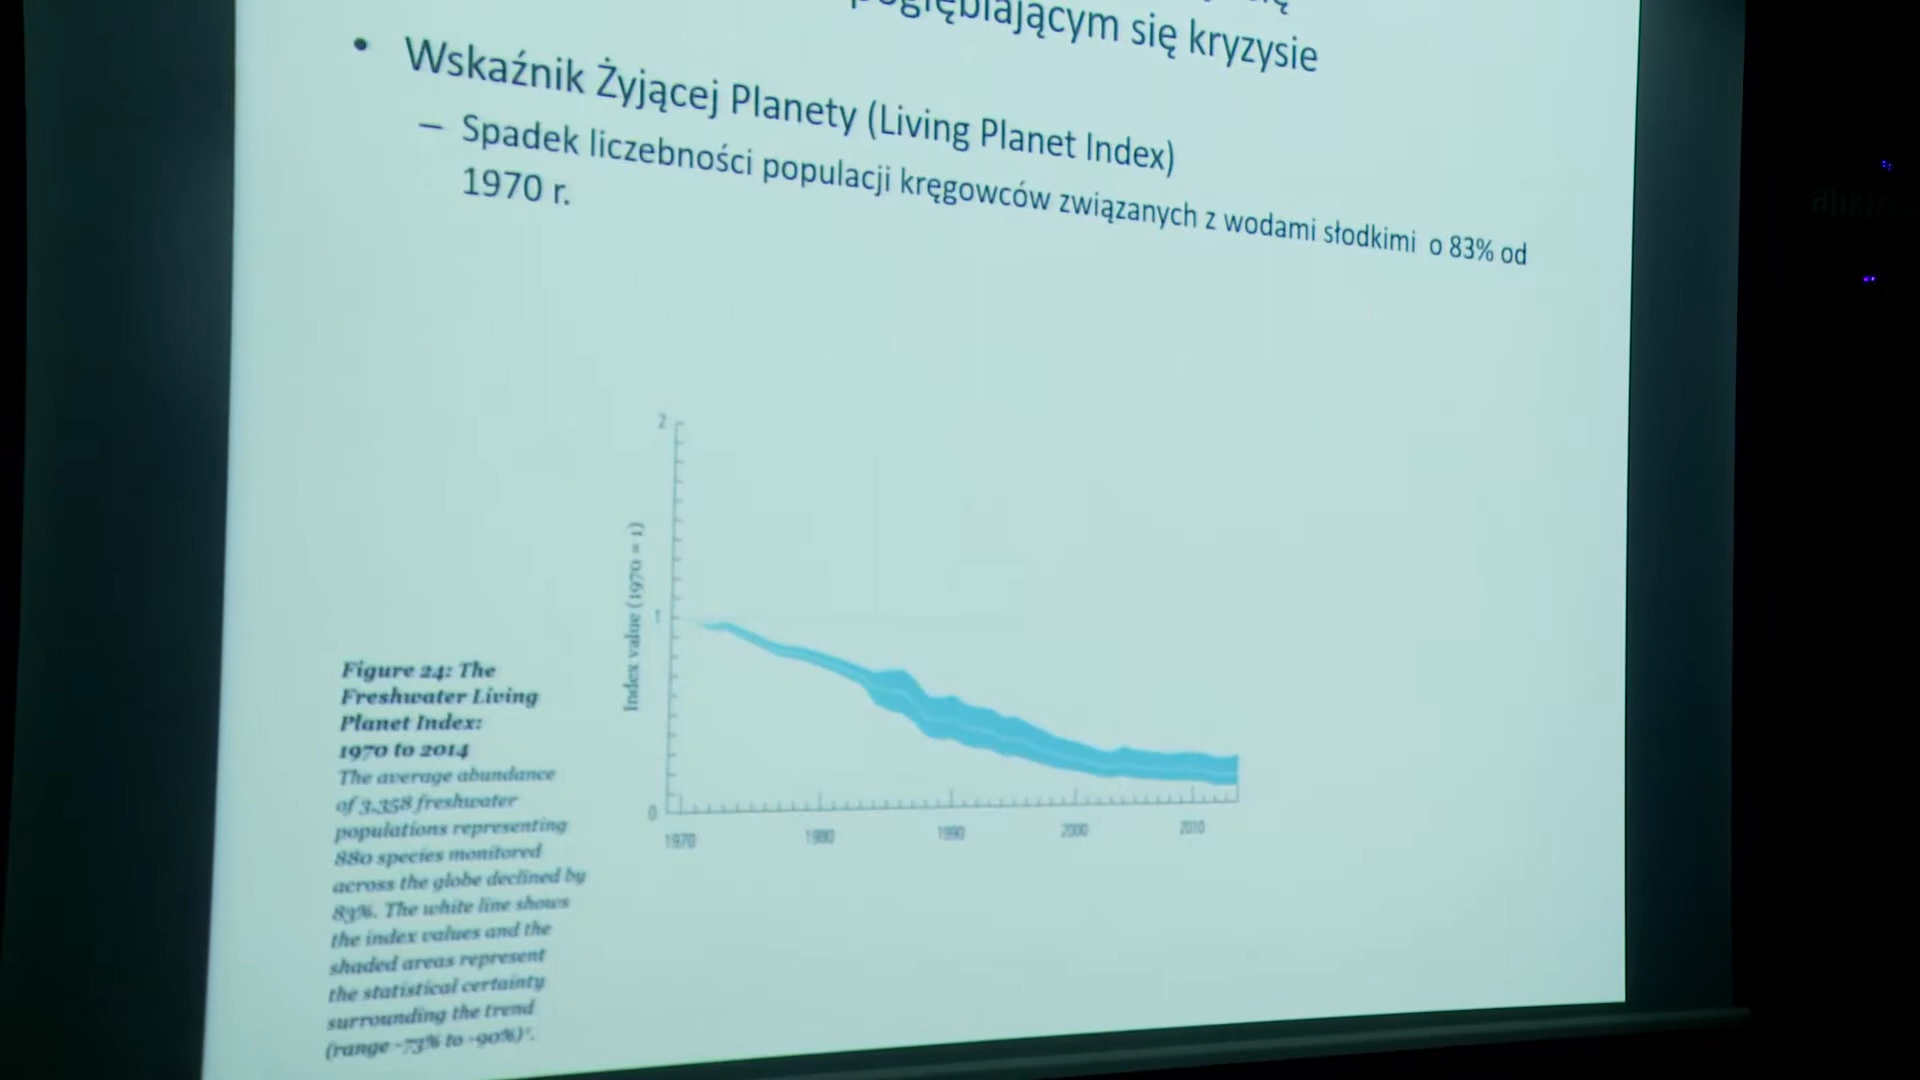 pogłębiającym się kryzysie
• Wskaźnik Żyjącej Planety (Living Planet Index)
– Spadek liczebności populacji kręgowców związanych z wodami słodkimi o 83% od
1970 r.
2
1
0
Index value (1970 = 1)
1970
1980
1990
2000
2010
Figure 24: The
Freshwater Living
Planet Index:
1970 to 2014
The average abundance
of 3,358 freshwater
populations representing
880 species monitored
across the globe declined by
83%. The white line shows
the index values and the
shaded areas represent
the statistical certainty
surrounding the trend
(range -73% to -90%)